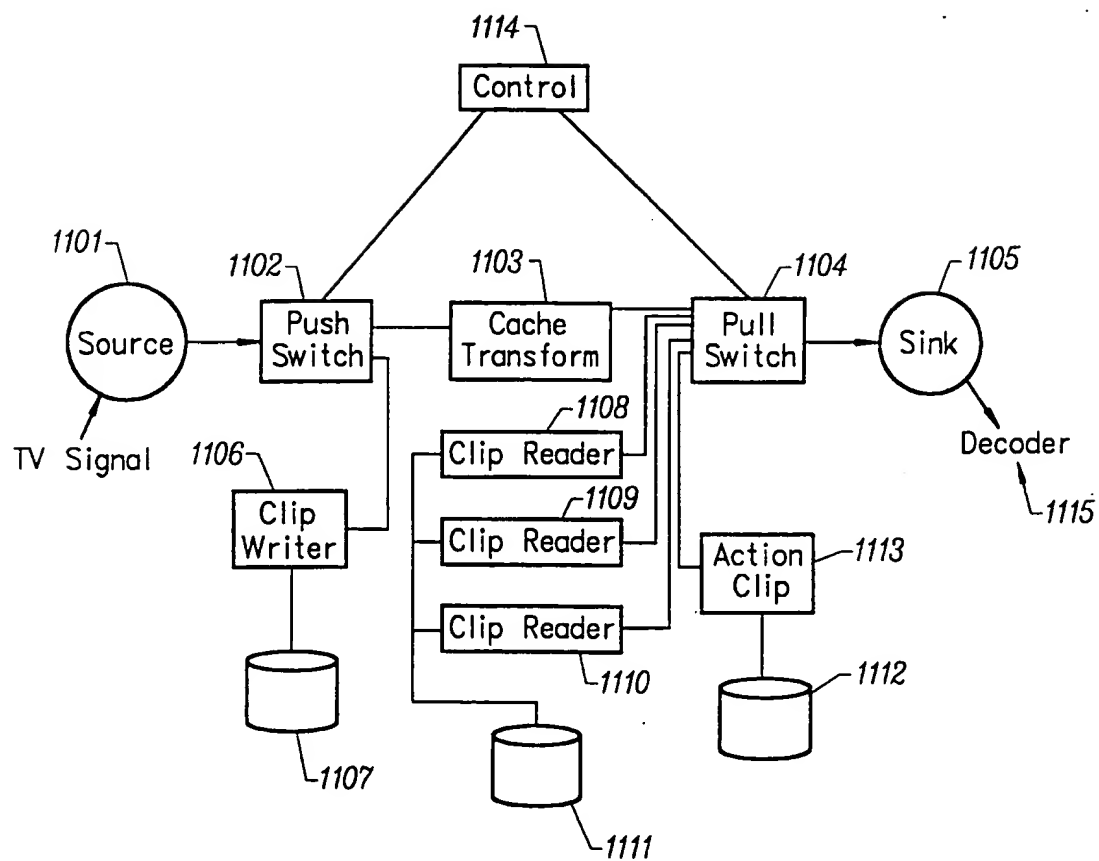 1114
Control
1101
1102
1103
1104
1105
Source
Push
Switch
Cache
Transform
Pull
Switch
Sink
TV Signal
Decoder
1115
1106
Clip
Writer
1107
1108
Clip Reader
1109
Clip Reader
Clip Reader
1110
1111
Action
Clip
1113
1112